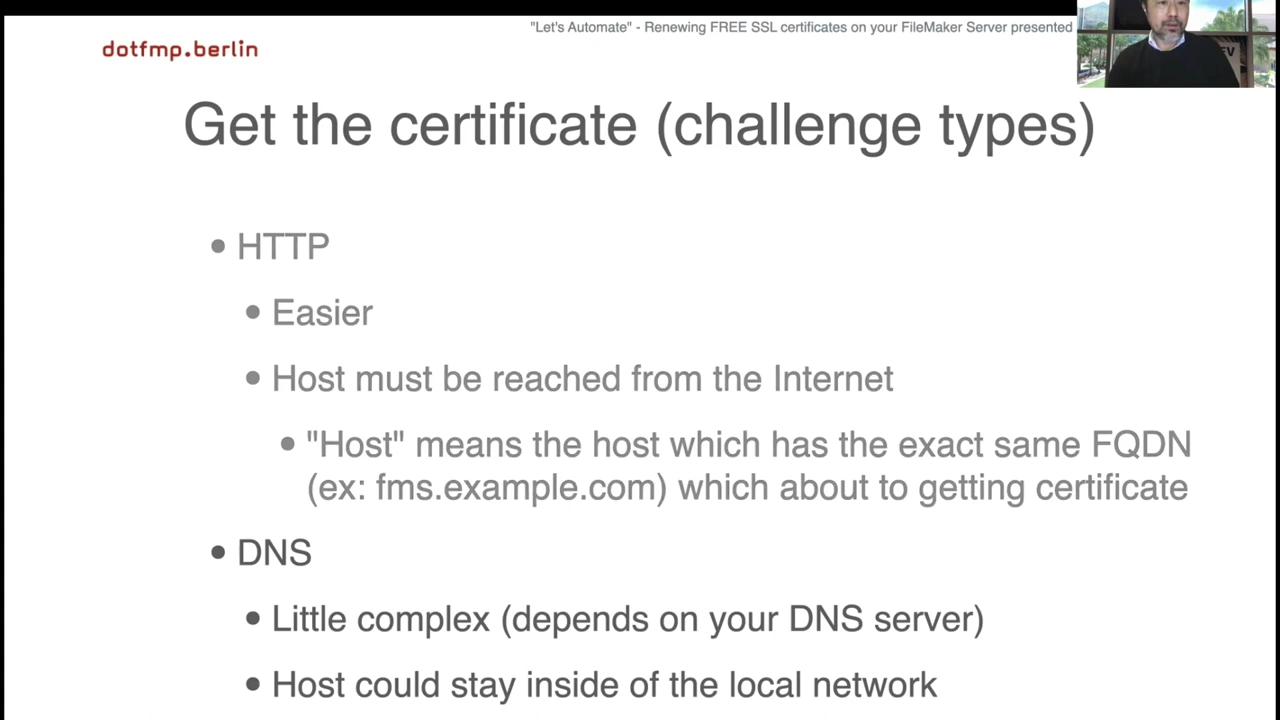 "Let's Automate" - Renewing FREE SSL certificates on your FileMaker Server presented
dotfmp.berlin
Get the certificate (challenge types)
• HTTP
• Easier
• Host must be reached from the Internet
• "Host" means the host which has the exact same FQDN
(ex: fms.example.com) which about to getting certificate
• DNS
• Little complex (depends on your DNS server)
• Host could stay inside of the local network